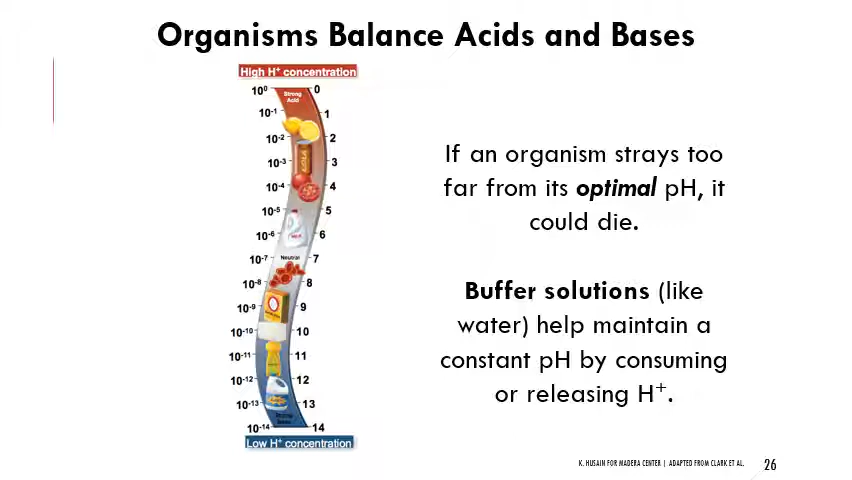 Organisms Balance Acids and Bases
High H⁺ concentration
Strong
Acid
10⁰ 0
10⁻¹ 1
10⁻² 2
COLA
10⁻³ 3
10⁻⁴ 4
10⁻⁵ 5
MILK
10⁻⁶ 6
10⁻⁷ Neutral 7
10⁻⁸ 8
10⁻⁹ 9
10⁻¹⁰ 10
10⁻¹¹ 11
10⁻¹² 12
10⁻¹³ 13
Strong
10⁻¹⁴ 14
Low H⁺ concentration
If an organism strays too
far from its optimal pH, it
could die.
Buffer solutions (like
water) help maintain a
constant pH by consuming
or releasing H⁺.
K. HUSAIN FOR MADERA CENTER | ADAPTED FROM CLARK ET AL.
26